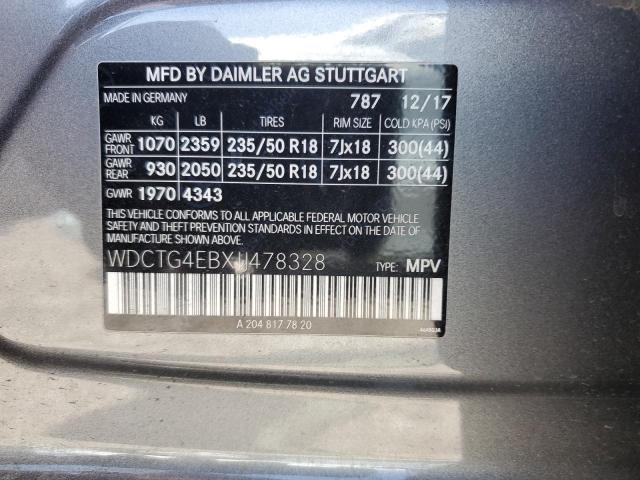 MFD BY DAIMLER AG STUTTGART
MADE IN GERMANY 787 12/17
KG LB TIRES RIM SIZE COLD KPA (PSI)
GAWR FRONT 1070 2359 235/50 R18 7Jx18 300(44)
GAWR REAR 930 2050 235/50 R18 7Jx18 300(44)
GVWR 1970 4343
THIS VEHICLE CONFORMS TO ALL APPLICABLE FEDERAL MOTOR VEHICLE
SAFETY AND BUMPER STANDARDS IN EFFECT ON THE
DATE OF MANUFACTURE SHOWN ABOVE.
WDCTG4EBXJJ478328 TYPE: MPV
A 204 817 78 20